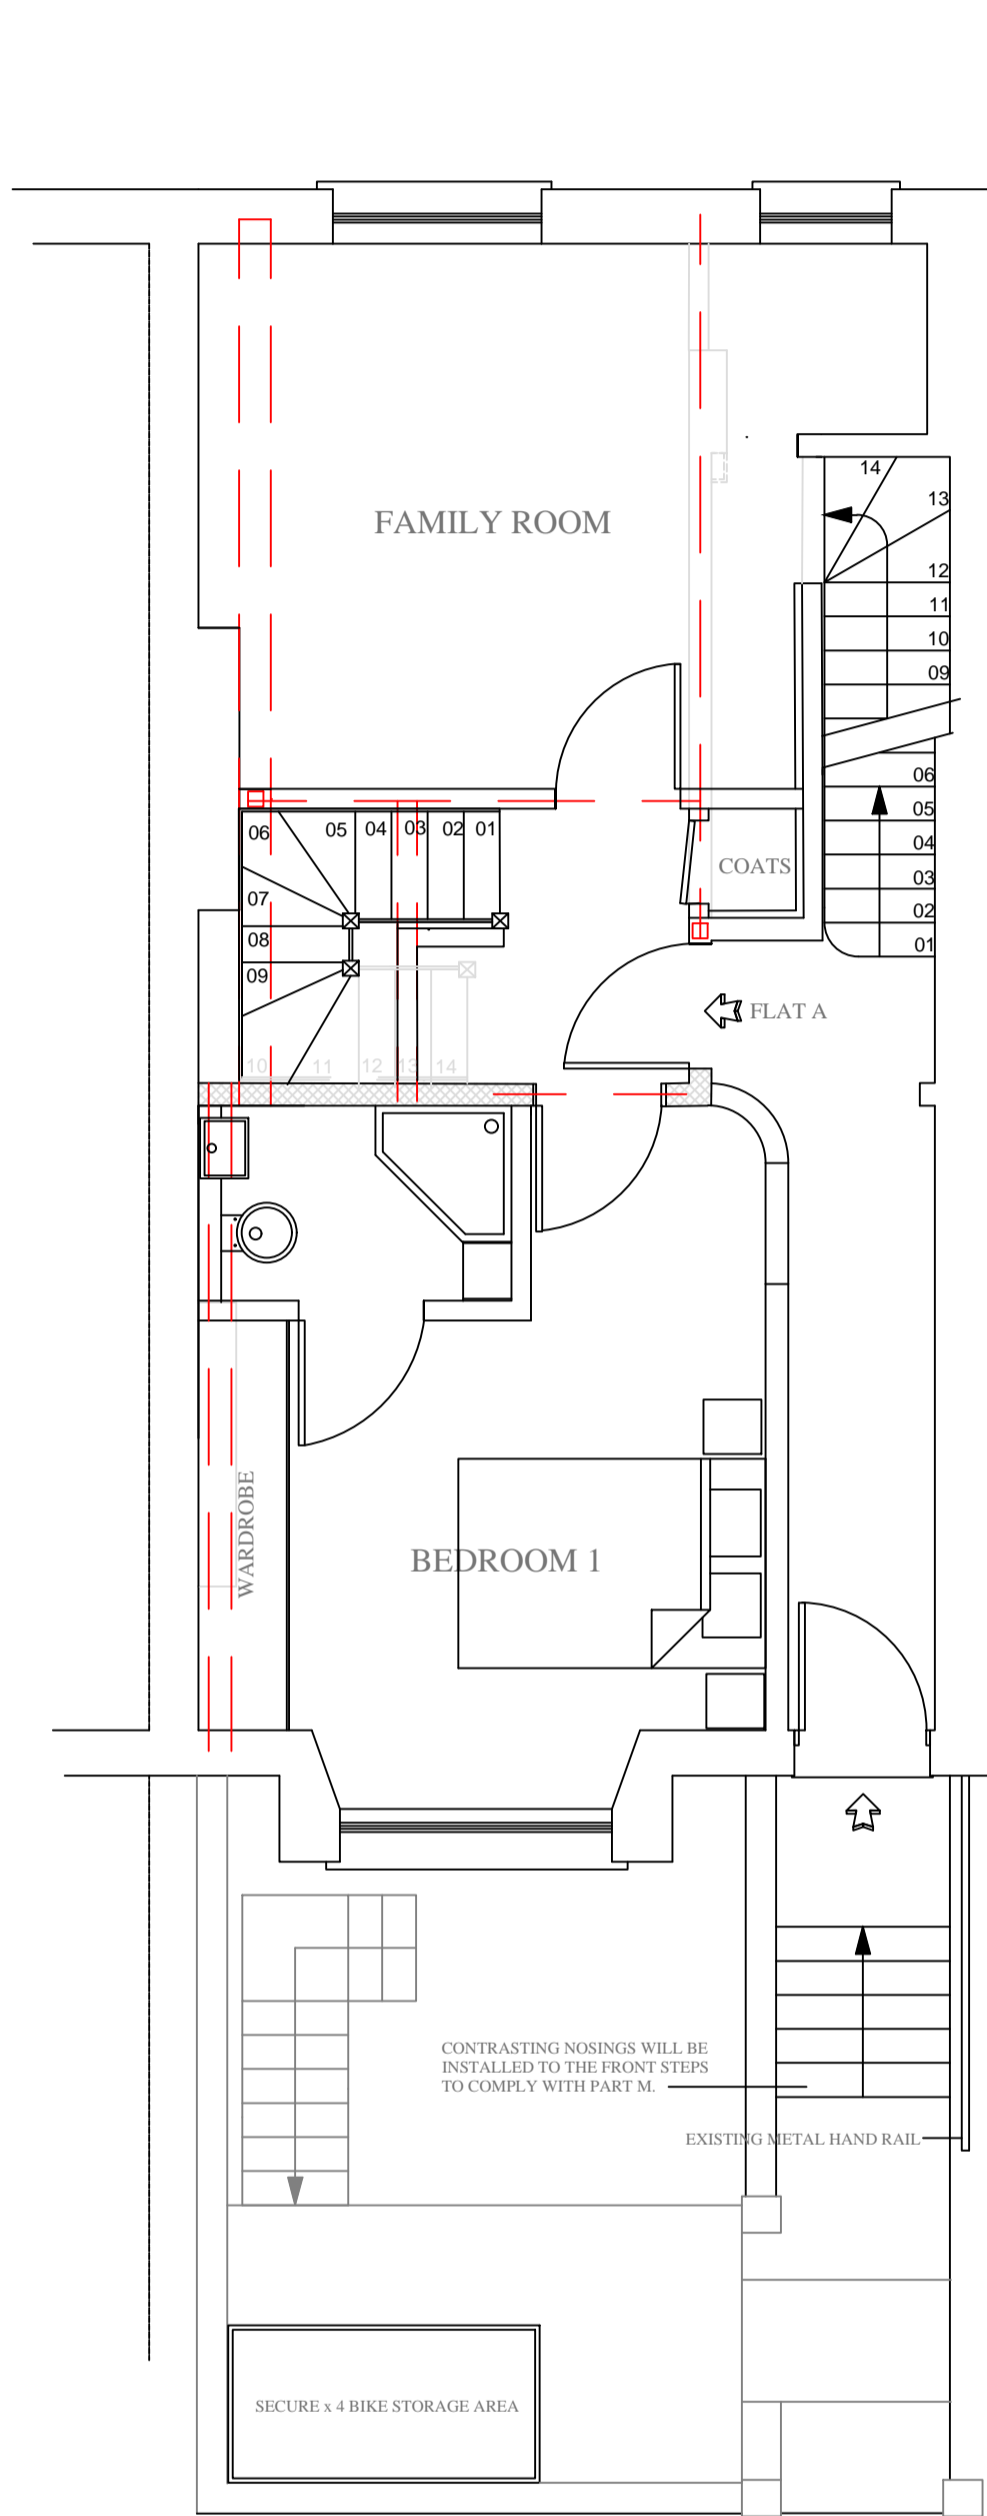 FAMILY ROOM
14
13
12
11
10
09
06
05
04
03
02
01
06
05
04
03
02
01
07
08
09
10
11
12
13
14
COATS
FLAT A
WARDROBE
BEDROOM 1
CONTRASTING NOSINGS WILL BE
INSTALLED TO THE FRONT STEPS
TO COMPLY WITH PART M.
EXISTING METAL HAND RAIL
SECURE x 4 BIKE STORAGE AREA